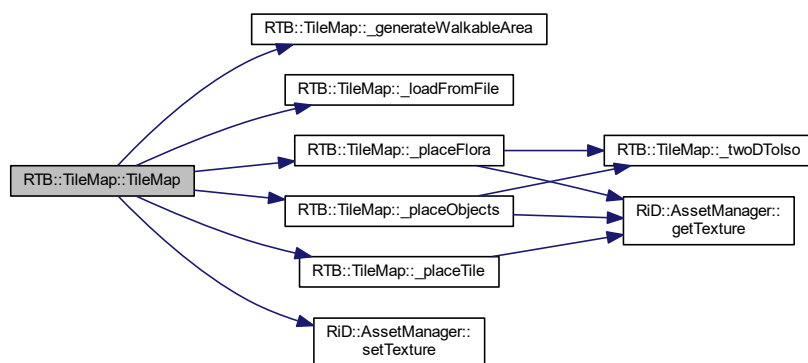 RTB::TileMap::_generateWalkableArea
RTB::TileMap::_loadFromFile
RTB::TileMap::_placeFlora
RTB::TileMap::_twoDToIso
RTB::TileMap::TileMap
RTB::TileMap::_placeObjects
RiD::AssetManager::
getTexture
RTB::TileMap::_placeTile
RiD::AssetManager::
setTexture